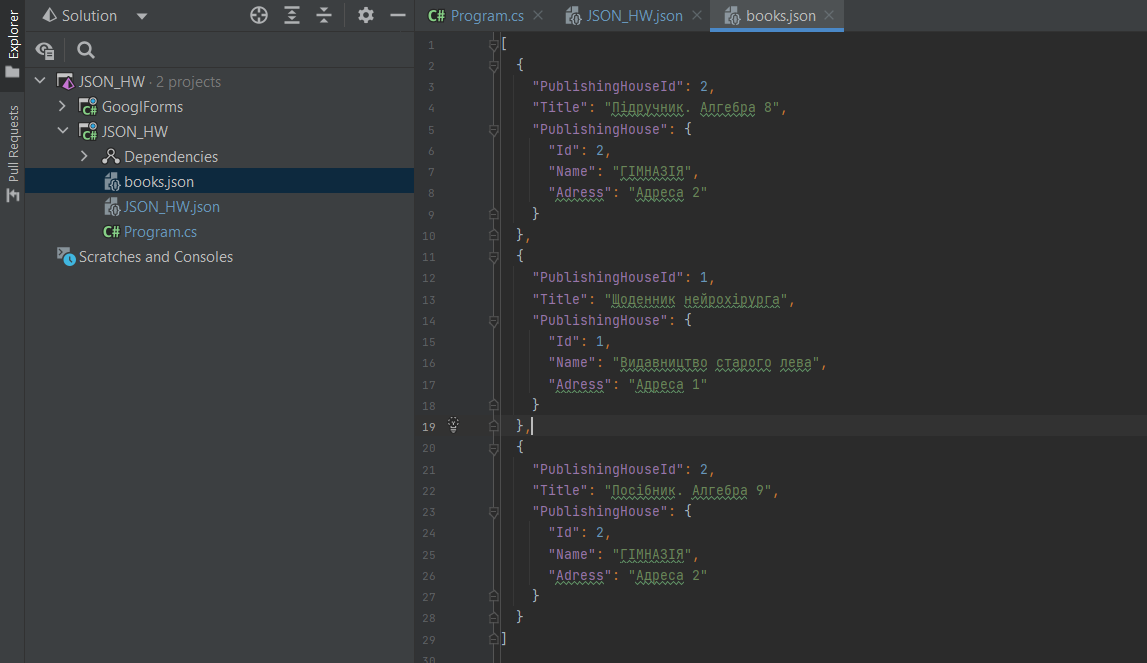 Explorer
Pull Requests
Solution
JSON_HW · 2 projects
GooglForms
JSON_HW
Dependencies
books.json
JSON_HW.json
C# Program.cs
Scratches and Consoles
C# Program.cs
JSON_HW.json
books.json
1 [
2 {
3 "PublishingHouseId": 2,
4 "Title": "Підручник. Алгебра 8",
5 "PublishingHouse": {
6 "Id": 2,
7 "Name": "ГІМНАЗІЯ",
8 "Adress": "Адреса 2"
9 }
10 },
11 {
12 "PublishingHouseId": 1,
13 "Title": "Щоденник нейрохірурга",
14 "PublishingHouse": {
15 "Id": 1,
16 "Name": "Видавництво старого лева",
17 "Adress": "Адреса 1"
18 }
19 },
20 {
21 "PublishingHouseId": 2,
22 "Title": "Посібник. Алгебра 9",
23 "PublishingHouse": {
24 "Id": 2,
25 "Name": "ГІМНАЗІЯ",
26 "Adress": "Адреса 2"
27 }
28 }
29 ]
30